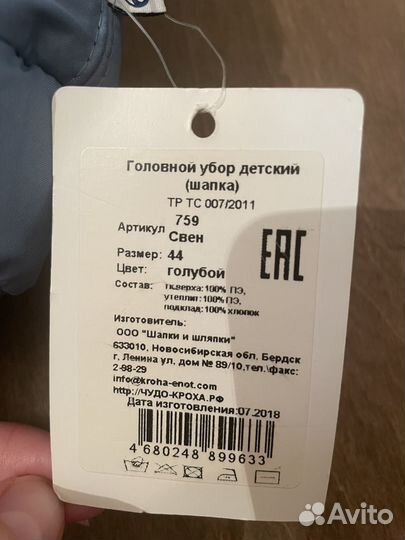 Головной убор детский
(шапка)
ТР ТС 007/2011
Артикул 759
Свен
Размер: 44
Цвет: голубой
Состав: тк.верха:100% ПЭ,
утеплит:100% ПЭ,
подклад:100% хлопок
EAC
Изготовитель:
ООО "Шапки и шляпки"
633010, Новосибирская обл. Бердск
г. Ленина ул. дом № 89/10,тел.\факс:
2-98-29
info@kroha-enot.com
http://ЧУДО-КРОХА.РФ
Дата изготовления:07.2018
4 680248 899633
Avito